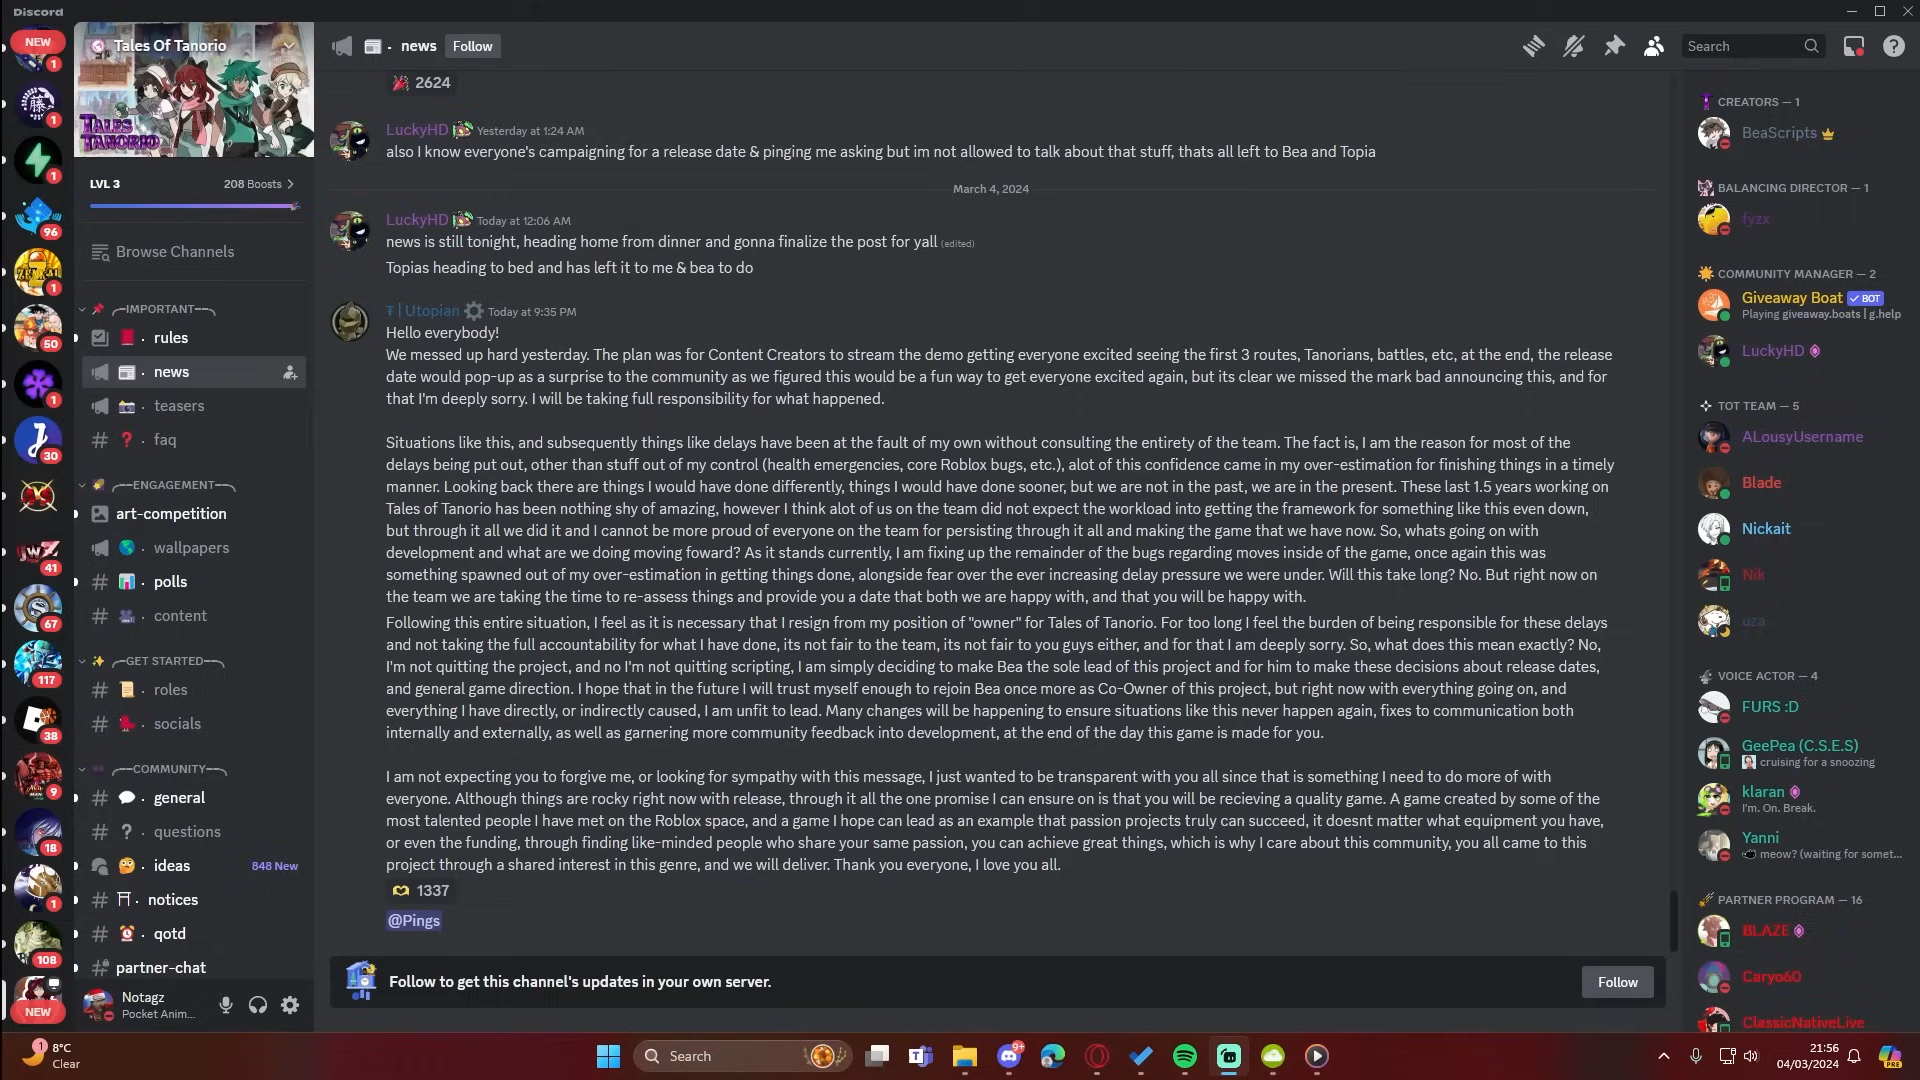 Discord
NEW
1
Tales Of Tanorio
TALES
TANORIO
LVL 3
208 Boosts
Browse Channels
IMPORTANT
rules
news
teasers
faq
ENGAGEMENT
art-competition
wallpapers
polls
content
GET STARTED
roles
socials
COMMUNITY
general
questions
ideas
848 New
notices
qotd
partner-chat
1
1
96
1
50
1
30
41
67
117
38
9
18
1
108
NEW
Notagz
Pocket Anim...
news
Follow
Search
2624
LuckyHD Yesterday at 1:24 AM
also I know everyone's campaigning for a release date & pinging me asking but im not allowed to talk about that stuff, thats all left to Bea and Topia
March 4, 2024
LuckyHD Today at 12:06 AM
news is still tonight, heading home from dinner and gonna finalize the post for yall (edited)
Topias heading to bed and has left it to me & bea to do
₮ | Utopian Today at 9:35 PM
Hello everybody!
We messed up hard yesterday. The plan was for Content Creators to stream the demo getting everyone excited seeing the first 3 routes, Tanorians, battles, etc, at the end, the release
date would pop-up as a surprise to the community as we figured this would be a fun way to get everyone excited again, but its clear we missed the mark bad announcing this, and for
that I'm deeply sorry. I will be taking full responsibility for what happened.
Situations like this, and subsequently things like delays have been at the fault of my own without consulting the entirety of the team. The fact is, I am the reason for most of the
delays being put out, other than stuff out of my control (health emergencies, core Roblox bugs, etc.), alot of this confidence came in my over-estimation for finishing things in a timely
manner. Looking back there are things I would have done differently, things I would have done sooner, but we are not in the past, we are in the present. These last 1.5 years working on
Tales of Tanorio has been nothing shy of amazing, however I think alot of us on the team did not expect the workload into getting the framework for something like this even down,
but through it all we did it and I cannot be more proud of everyone on the team for persisting through it all and making the game that we have now. So, whats going on with
development and what are we doing moving foward? As it stands currently, I am fixing up the remainder of the bugs regarding moves inside of the game, once again this was
something spawned out of my over-estimation in getting things done, alongside fear over the ever increasing delay pressure we were under. Will this take long? No. But right now on
the team we are taking the time to re-assess things and provide you a date that both we are happy with, and that you will be happy with.
Following this entire situation, I feel as it is necessary that I resign from my position of "owner" for Tales of Tanorio. For too long I feel the burden of being responsible for these delays
and not taking the full accountability for what I have done, its not fair to the team, its not fair to you guys either, and for that I am deeply sorry. So, what does this mean exactly? No,
I'm not quitting the project, and no I'm not quitting scripting, I am simply deciding to make Bea the sole lead of this project and for him to make these decisions about release dates,
and general game direction. I hope that in the future I will trust myself enough to rejoin Bea once more as Co-Owner of this project, but right now with everything going on, and
everything I have directly, or indirectly caused, I am unfit to lead. Many changes will be happening to ensure situations like this never happen again, fixes to communication both
internally and externally, as well as garnering more community feedback into development, at the end of the day this game is made for you.
I am not expecting you to forgive me, or looking for sympathy with this message, I just wanted to be transparent with you all since that is something I need to do more of with
everyone. Although things are rocky right now with release, through it all the one promise I can ensure on is that you will be recieving a quality game. A game created by some of the
most talented people I have met on the Roblox space, and a game I hope can lead as an example that passion projects truly can succeed, it doesnt matter what equipment you have,
or even the funding, through finding like-minded people who share your same passion, you can achieve great things, which is why I care about this community, you all came to this
project through a shared interest in this genre, and we will deliver. Thank you everyone, I love you all.
1337
@Pings
Follow to get this channel's updates in your own server.
Follow
CREATORS — 1
BeaScripts
BALANCING DIRECTOR — 1
fyzx
COMMUNITY MANAGER — 2
Giveaway Boat BOT
Playing giveaway.boats | g.help
LuckyHD
TOT TEAM — 5
ALousyUsername
Blade
Nickait
Nik
uza
VOICE ACTOR — 4
FURS :D
GeePea (C.S.E.S)
cruising for a snoozing
klaran
I'm. On. Break.
Yanni
meow? (waiting for somet...
PARTNER PROGRAM — 16
BLAZE
Caryo60
ClassicNativeLive
1
8°C
Clear
Search
9+
21:56
04/03/2024
PRE